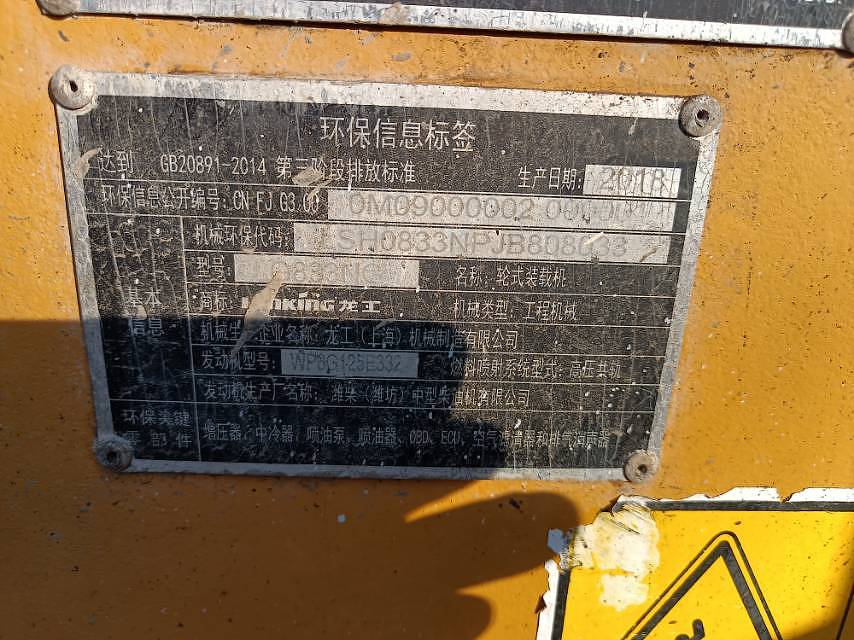 环保信息标签
达到 GB20891-2014 第三阶段排放标准 生产日期: 2018
环保信息公开编号: CN FJ G3 00 0M09000002
机械环保代码: LSH0833NPJB808033
型号: 名称: 轮式装载机
基本信息
商标: LONKING龙工 机械类型: 工程机械
机械生产企业名称: 龙工(上海)机械制造有限公司
发动机型号: WP6G125E332 燃料喷射系统型式: 高压共轨
发动机生产厂名称: 潍柴(潍坊)中型柴油机有限公司
环保关键零部件
增压器、中冷器、喷油泵、喷油器、OBD、ECU、空气滤清器和排气消声器